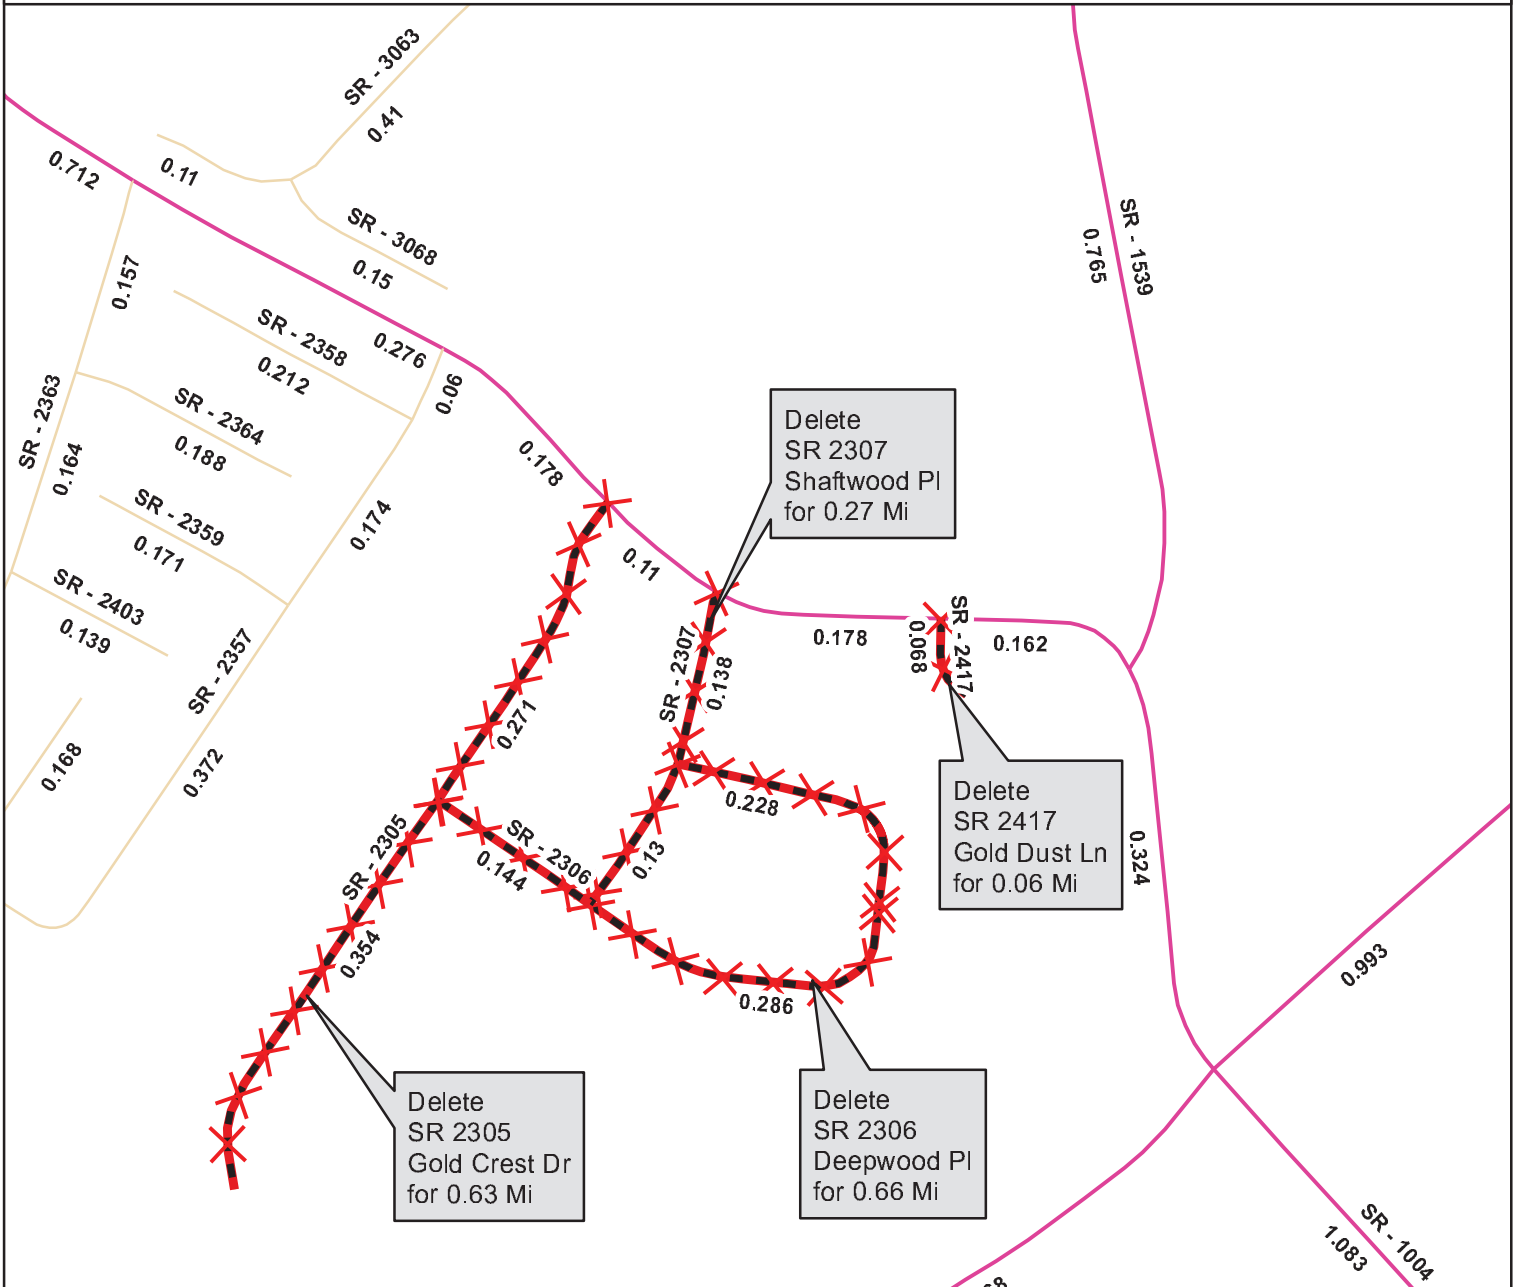 SR - 3063
0.41
0.712
0.11
SR - 3068
0.15
SR - 1539
0.765
0.157
SR - 2358
0.212
0.276
0.06
SR - 2363
0.164
SR - 2364
0.188
0.178
SR - 2359
0.171
0.174
SR - 2403
0.139
SR - 2357
0.372
0.168
Delete
SR 2307
Shaftwood Pl
for 0.27 Mi
0.11
SR - 2307
0.138
0.178
0.068
SR - 2417
0.162
0.271
0.228
Delete
SR 2417
Gold Dust Ln
for 0.06 Mi
0.324
SR - 2305
0.354
SR - 2306
0.144
0.13
0.286
0.993
Delete
SR 2305
Gold Crest Dr
for 0.63 Mi
Delete
SR 2306
Deepwood Pl
for 0.66 Mi
SR - 1004
1.083